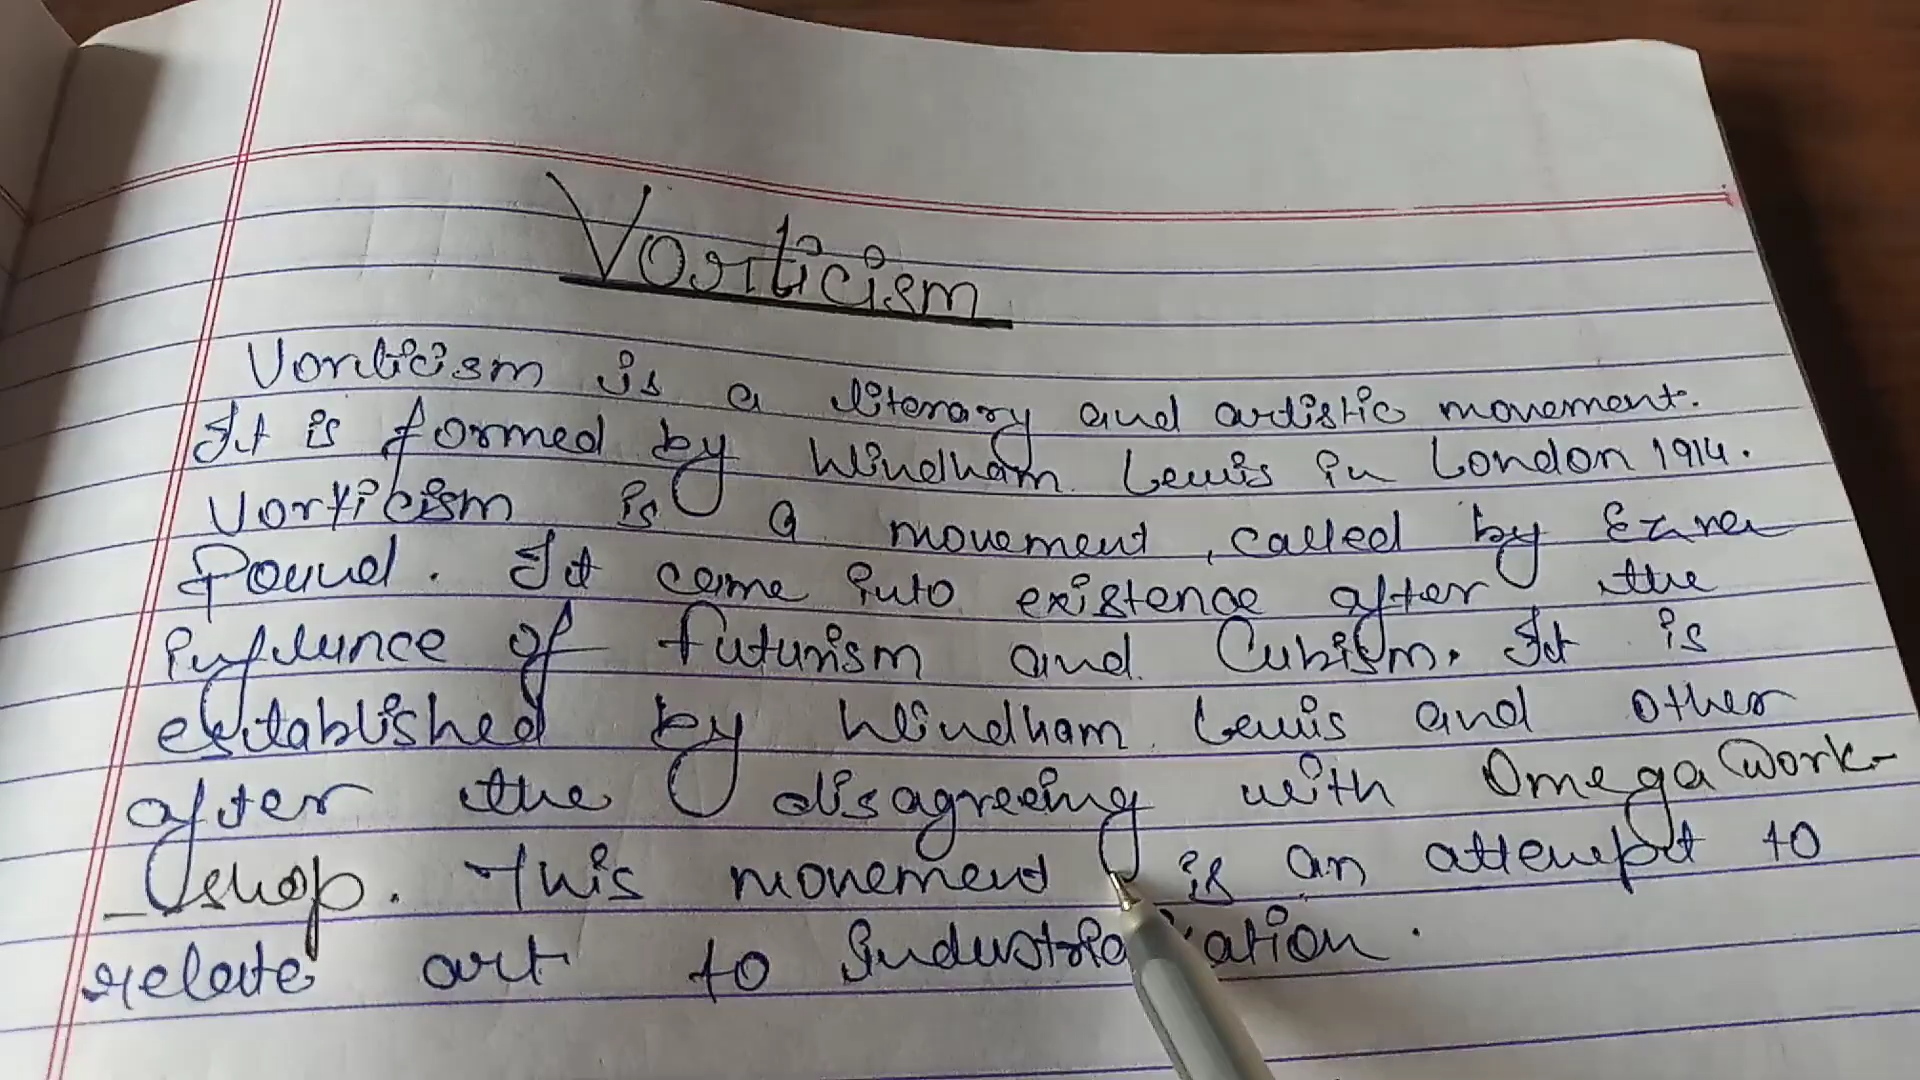 Vorticism
Vorticism is a literary and artistic movement.
It is formed by Windham Lewis in London 1914.
Vorticism is a movement, called by Ezra
Pound. It came into existence after the
influence of Futurism and Cubism. It is
established by Windham Lewis and other
after the disagreeing with Omega Work-
_shop. This movement is an attempt to
relate art to